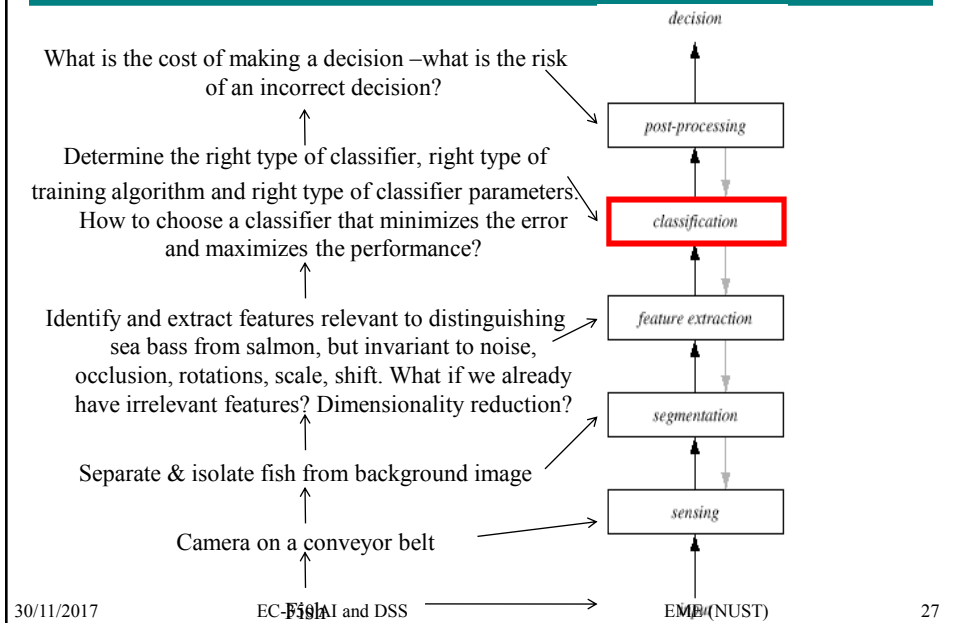 decision
What is the cost of making a decision –what is the risk
of an incorrect decision?
post-processing
Determine the right type of classifier, right type of
training algorithm and right type of classifier parameters.
How to choose a classifier that minimizes the error
and maximizes the performance?
classification
Identify and extract features relevant to distinguishing
sea bass from salmon, but invariant to noise,
occlusion, rotations, scale, shift. What if we already
have irrelevant features? Dimensionality reduction?
feature extraction
segmentation
Separate & isolate fish from background image
sensing
Camera on a conveyor belt
Fish
input
30/11/2017
EC-350 AI and DSS
EME (NUST)
27